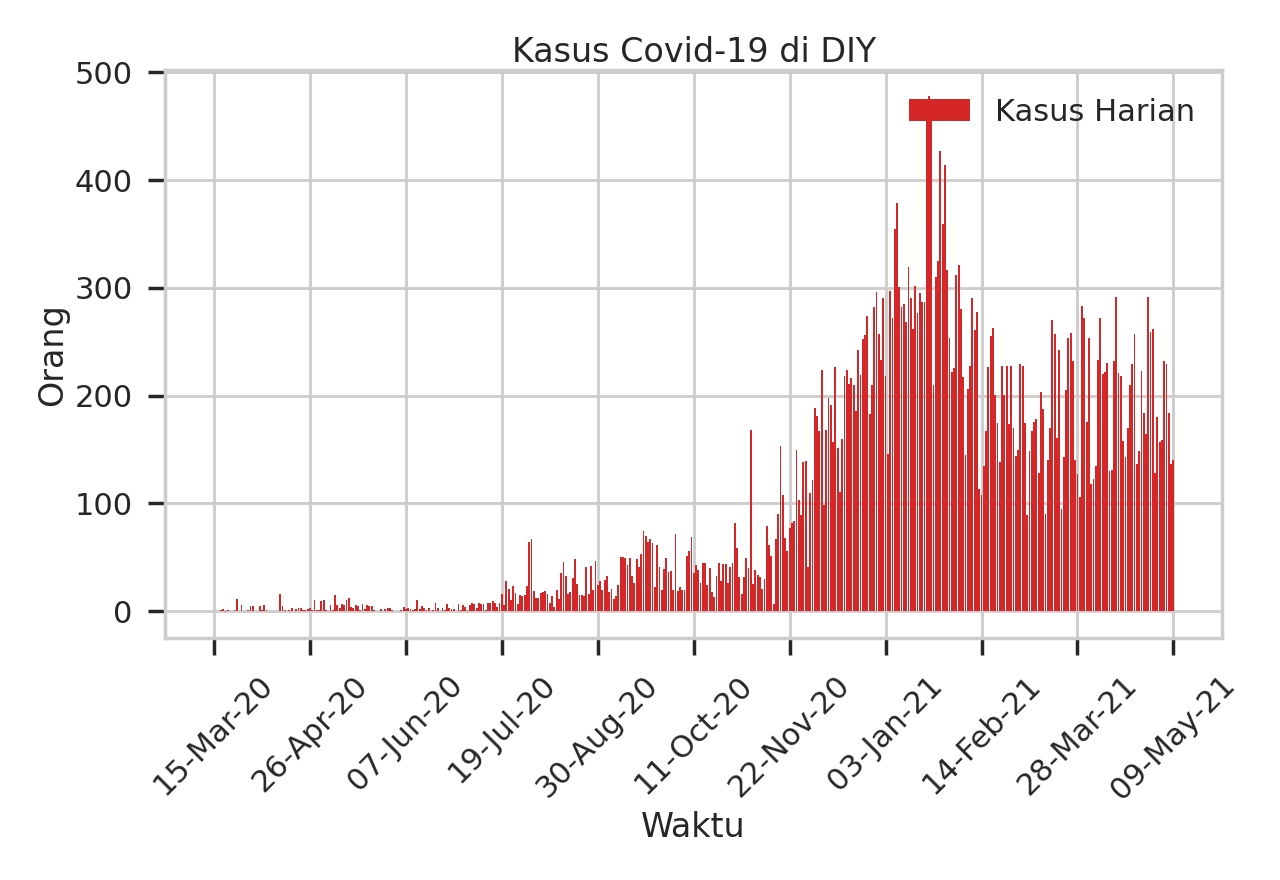 Kasus Covid-19 di DIY
Kasus Harian
Orang
500
400
300
200
100
0
15-Mar-20
26-Apr-20
07-Jun-20
19-Jul-20
30-Aug-20
11-Oct-20
22-Nov-20
03-Jan-21
14-Feb-21
28-Mar-21
09-May-21
Waktu